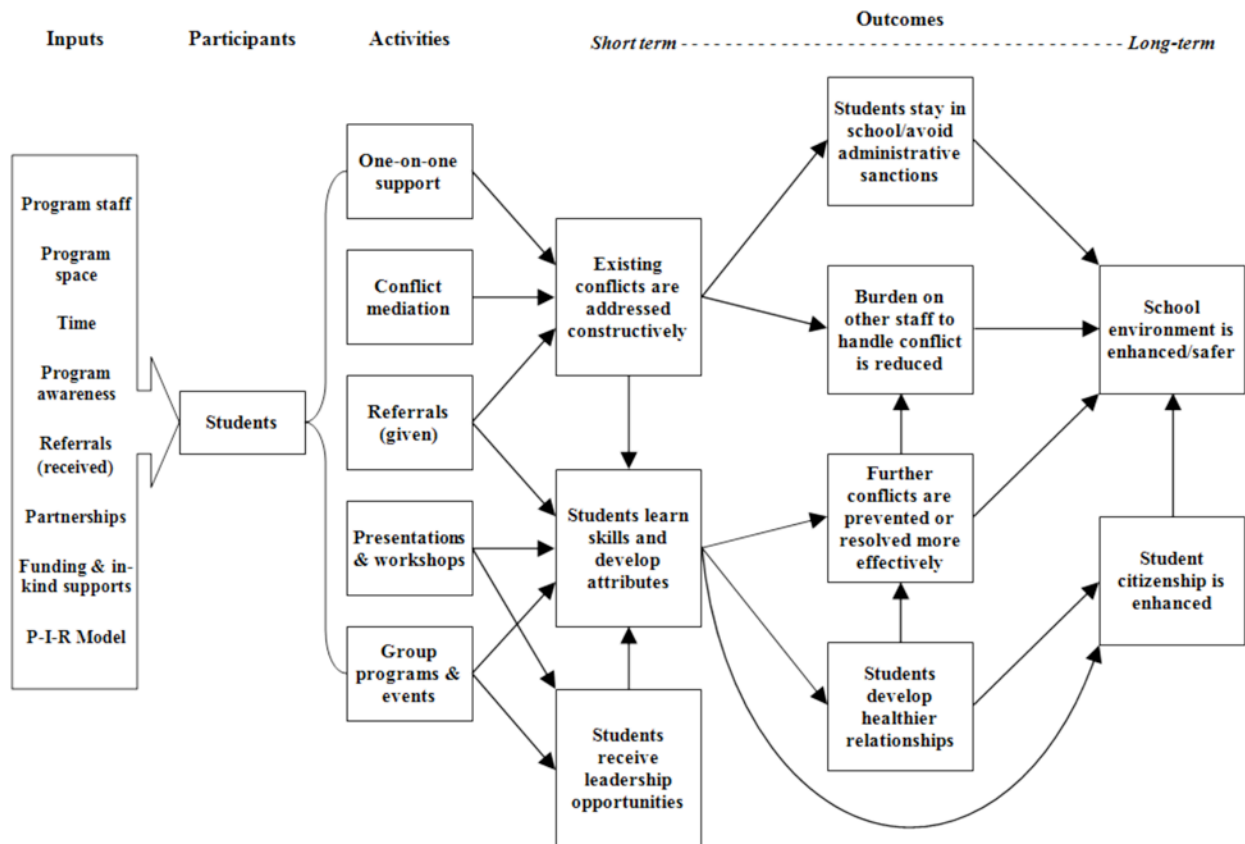 Outcomes
Inputs
Participants
Activities
Short term
Long-term
Program staff
Program
space
Time
Program
awareness
Referrals
(received)
Partnerships
Funding & in-
kind supports
P-I-R Model
Students
One-on-one
support
Conflict
mediation
Referrals
(given)
Presentations
& workshops
Group
programs &
events
Existing
conflicts are
addressed
constructively
Students learn
skills and
develop
attributes
Students
receive
leadership
opportunities
Students stay in
school/avoid
administrative
sanctions
Burden on
other staff to
handle conflict
is reduced
Further
conflicts are
prevented or
resolved more
effectively
Students
develop
healthier
relationships
School
environment is
enhanced/safer
Student
citizenship is
enhanced